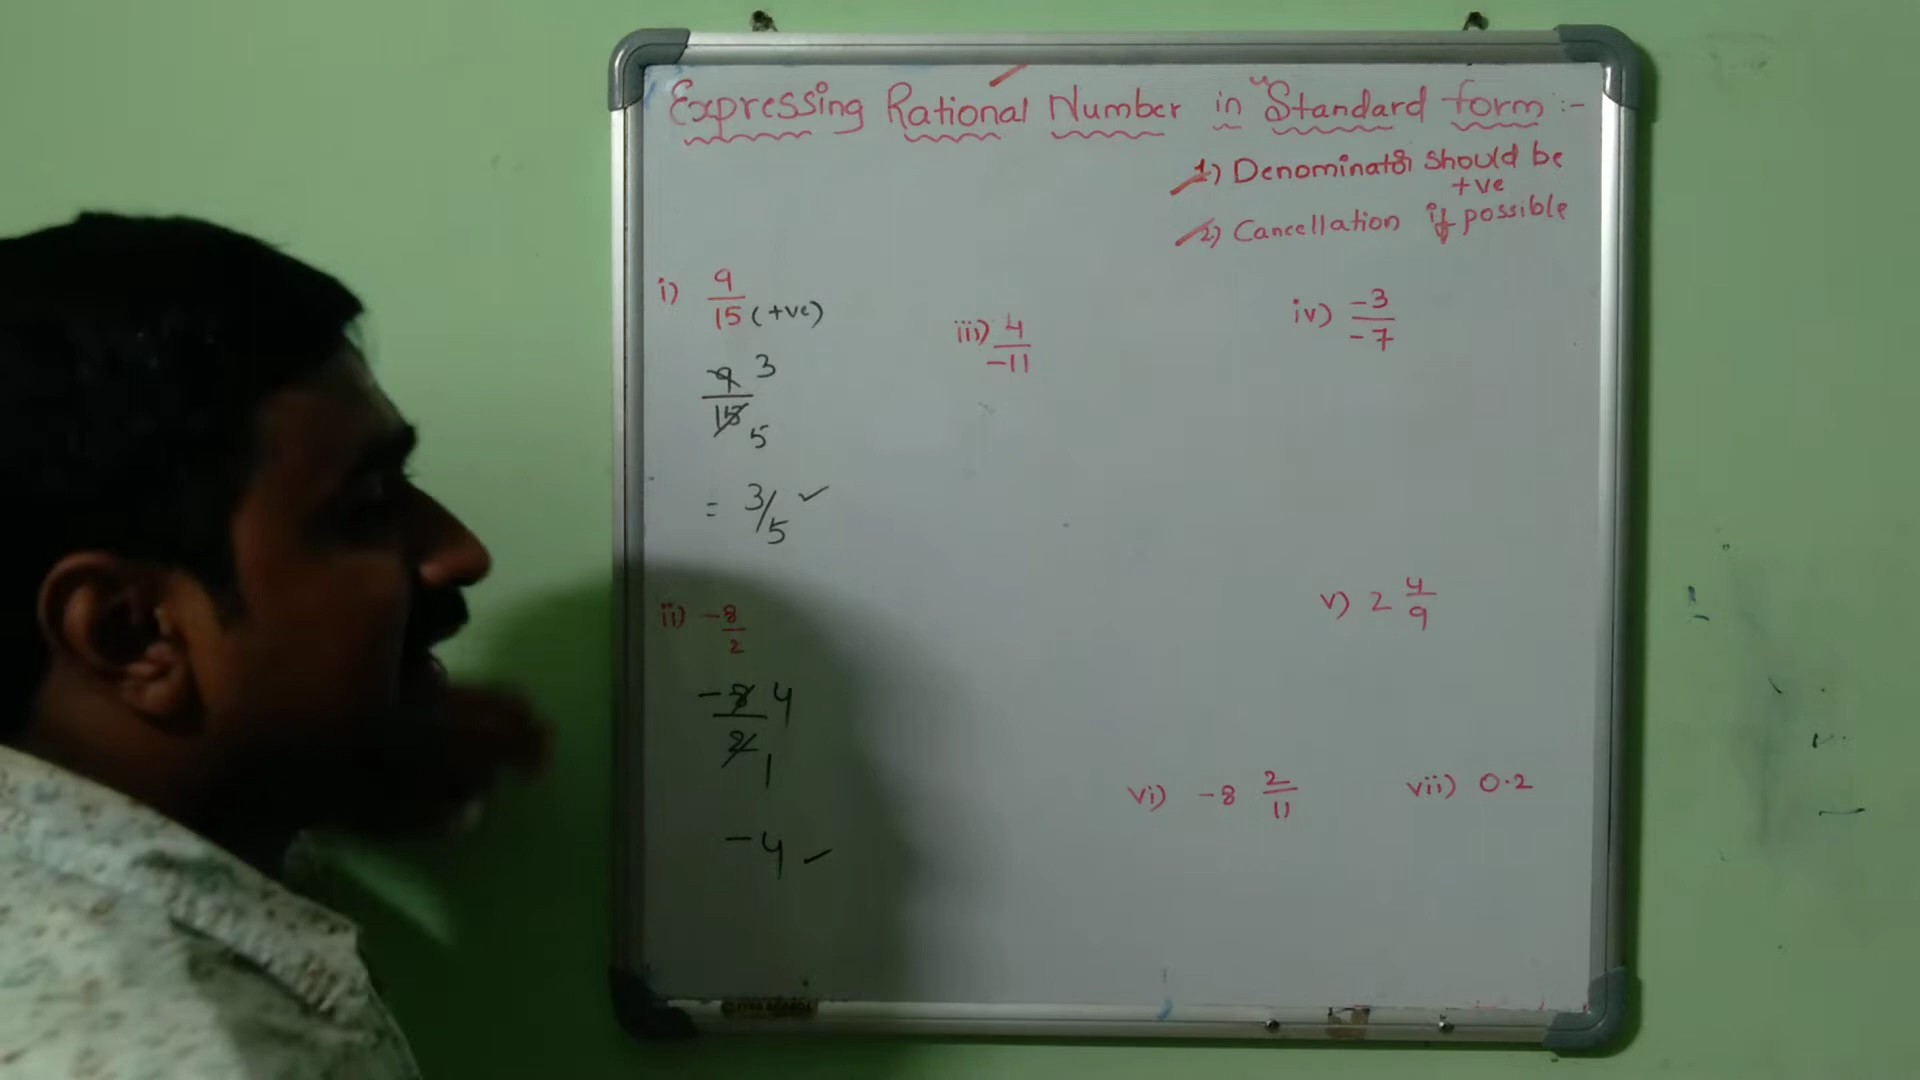 Expressing Rational Number in "Standard form :-
1) Denominator should be
+ve
2) Cancellation if possible
i) 9/15 (+ve)
9/15 3/5
= 3/5 ✓
ii) -8/2
-8/2 4/1
-4 ✓
iii) 4/-11
iv) -3/-7
v) 2 4/9
vi) -8 2/11
vii) 0.2